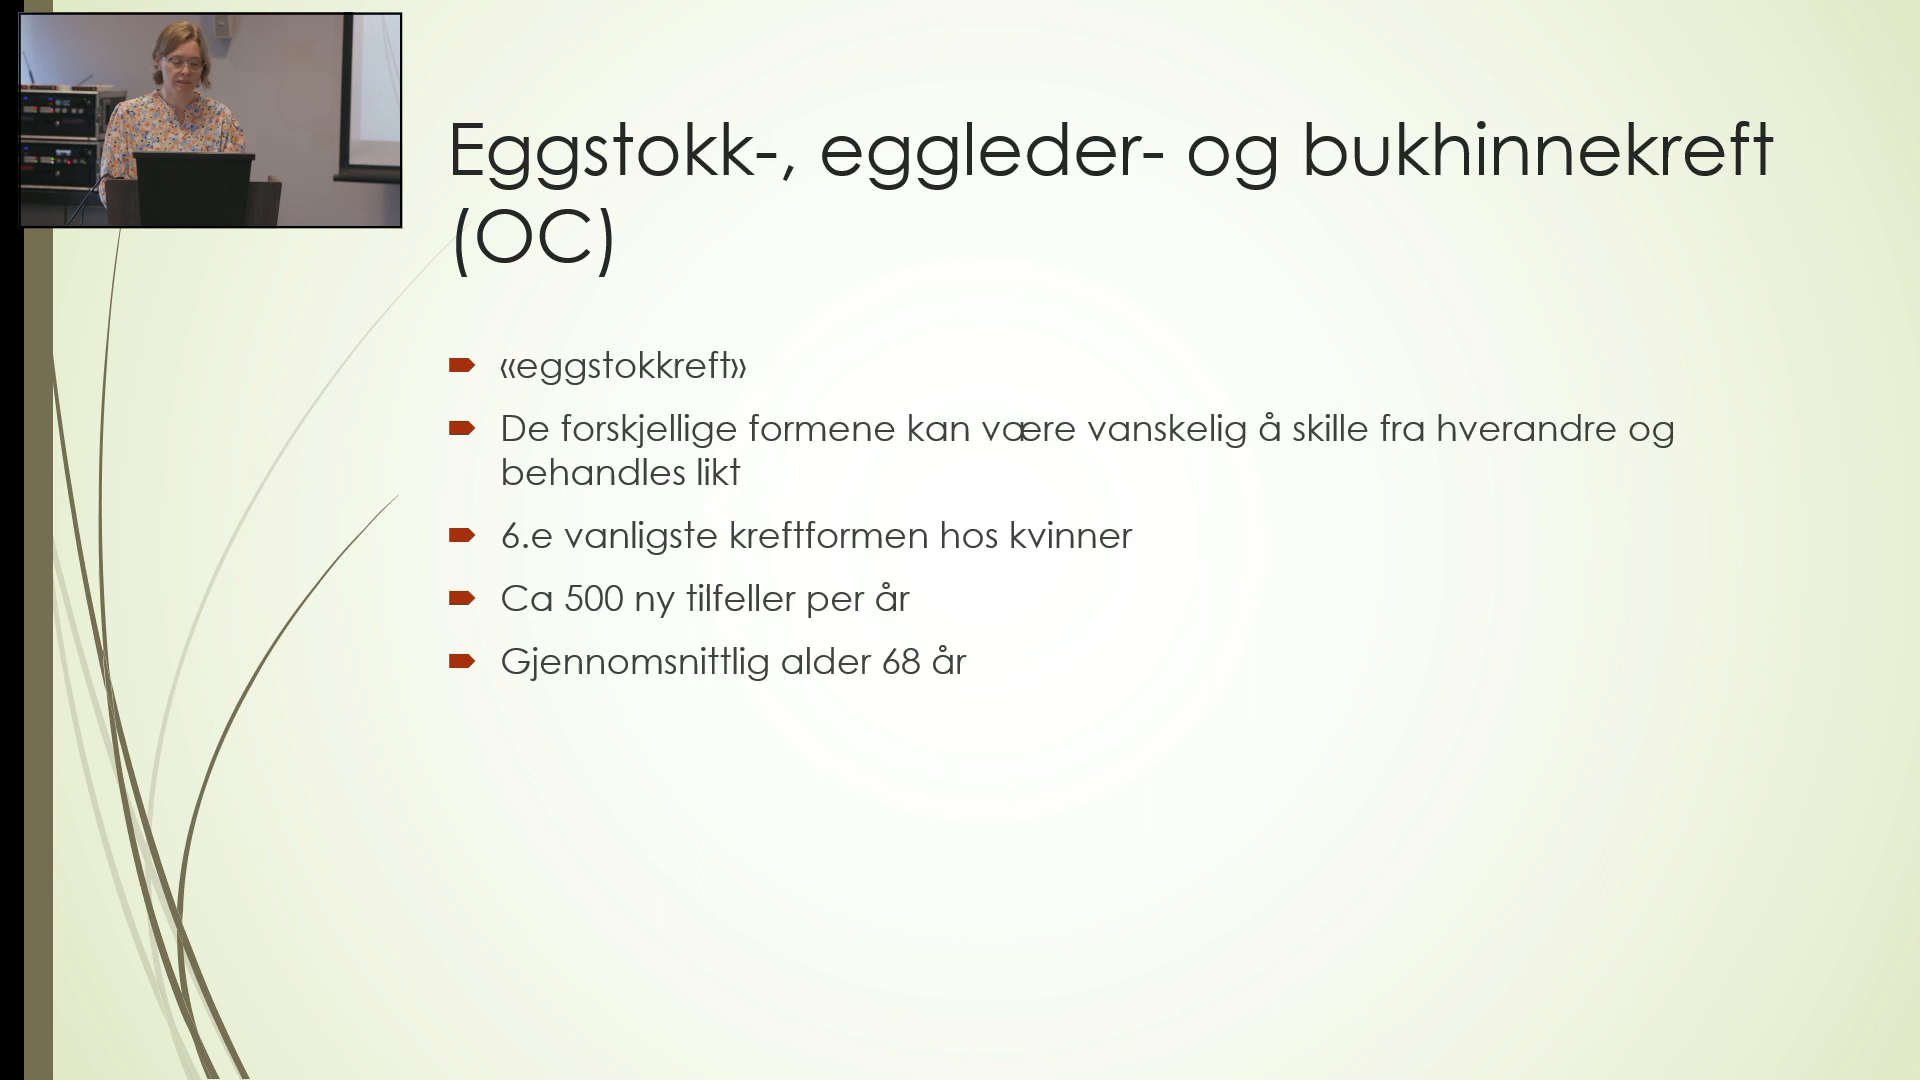 Eggstokk-, eggleder- og bukhinnekreft
(OC)
«eggstokkreft»
De forskjellige formene kan være vanskelig å skille fra hverandre og
behandles likt
6.e vanligste kreftformen hos kvinner
Ca 500 ny tilfeller per år
Gjennomsnittlig alder 68 år